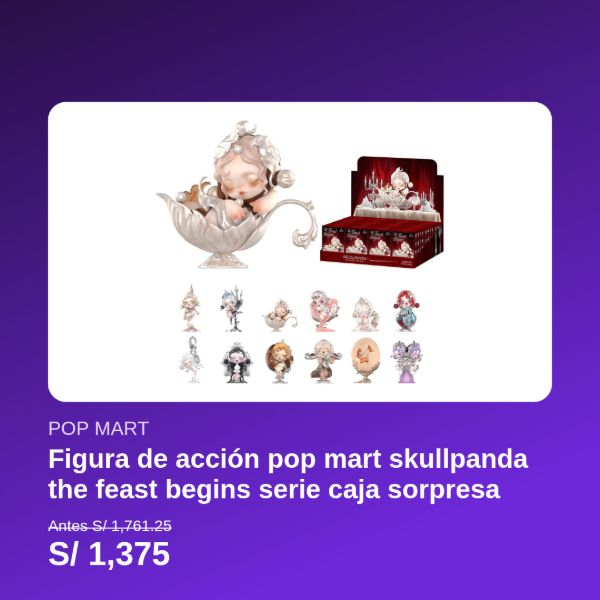 POP MART
Figura de acción pop mart skullpanda
the feast begins serie caja sorpresa
Antes S/ 1,761.25
S/ 1,375